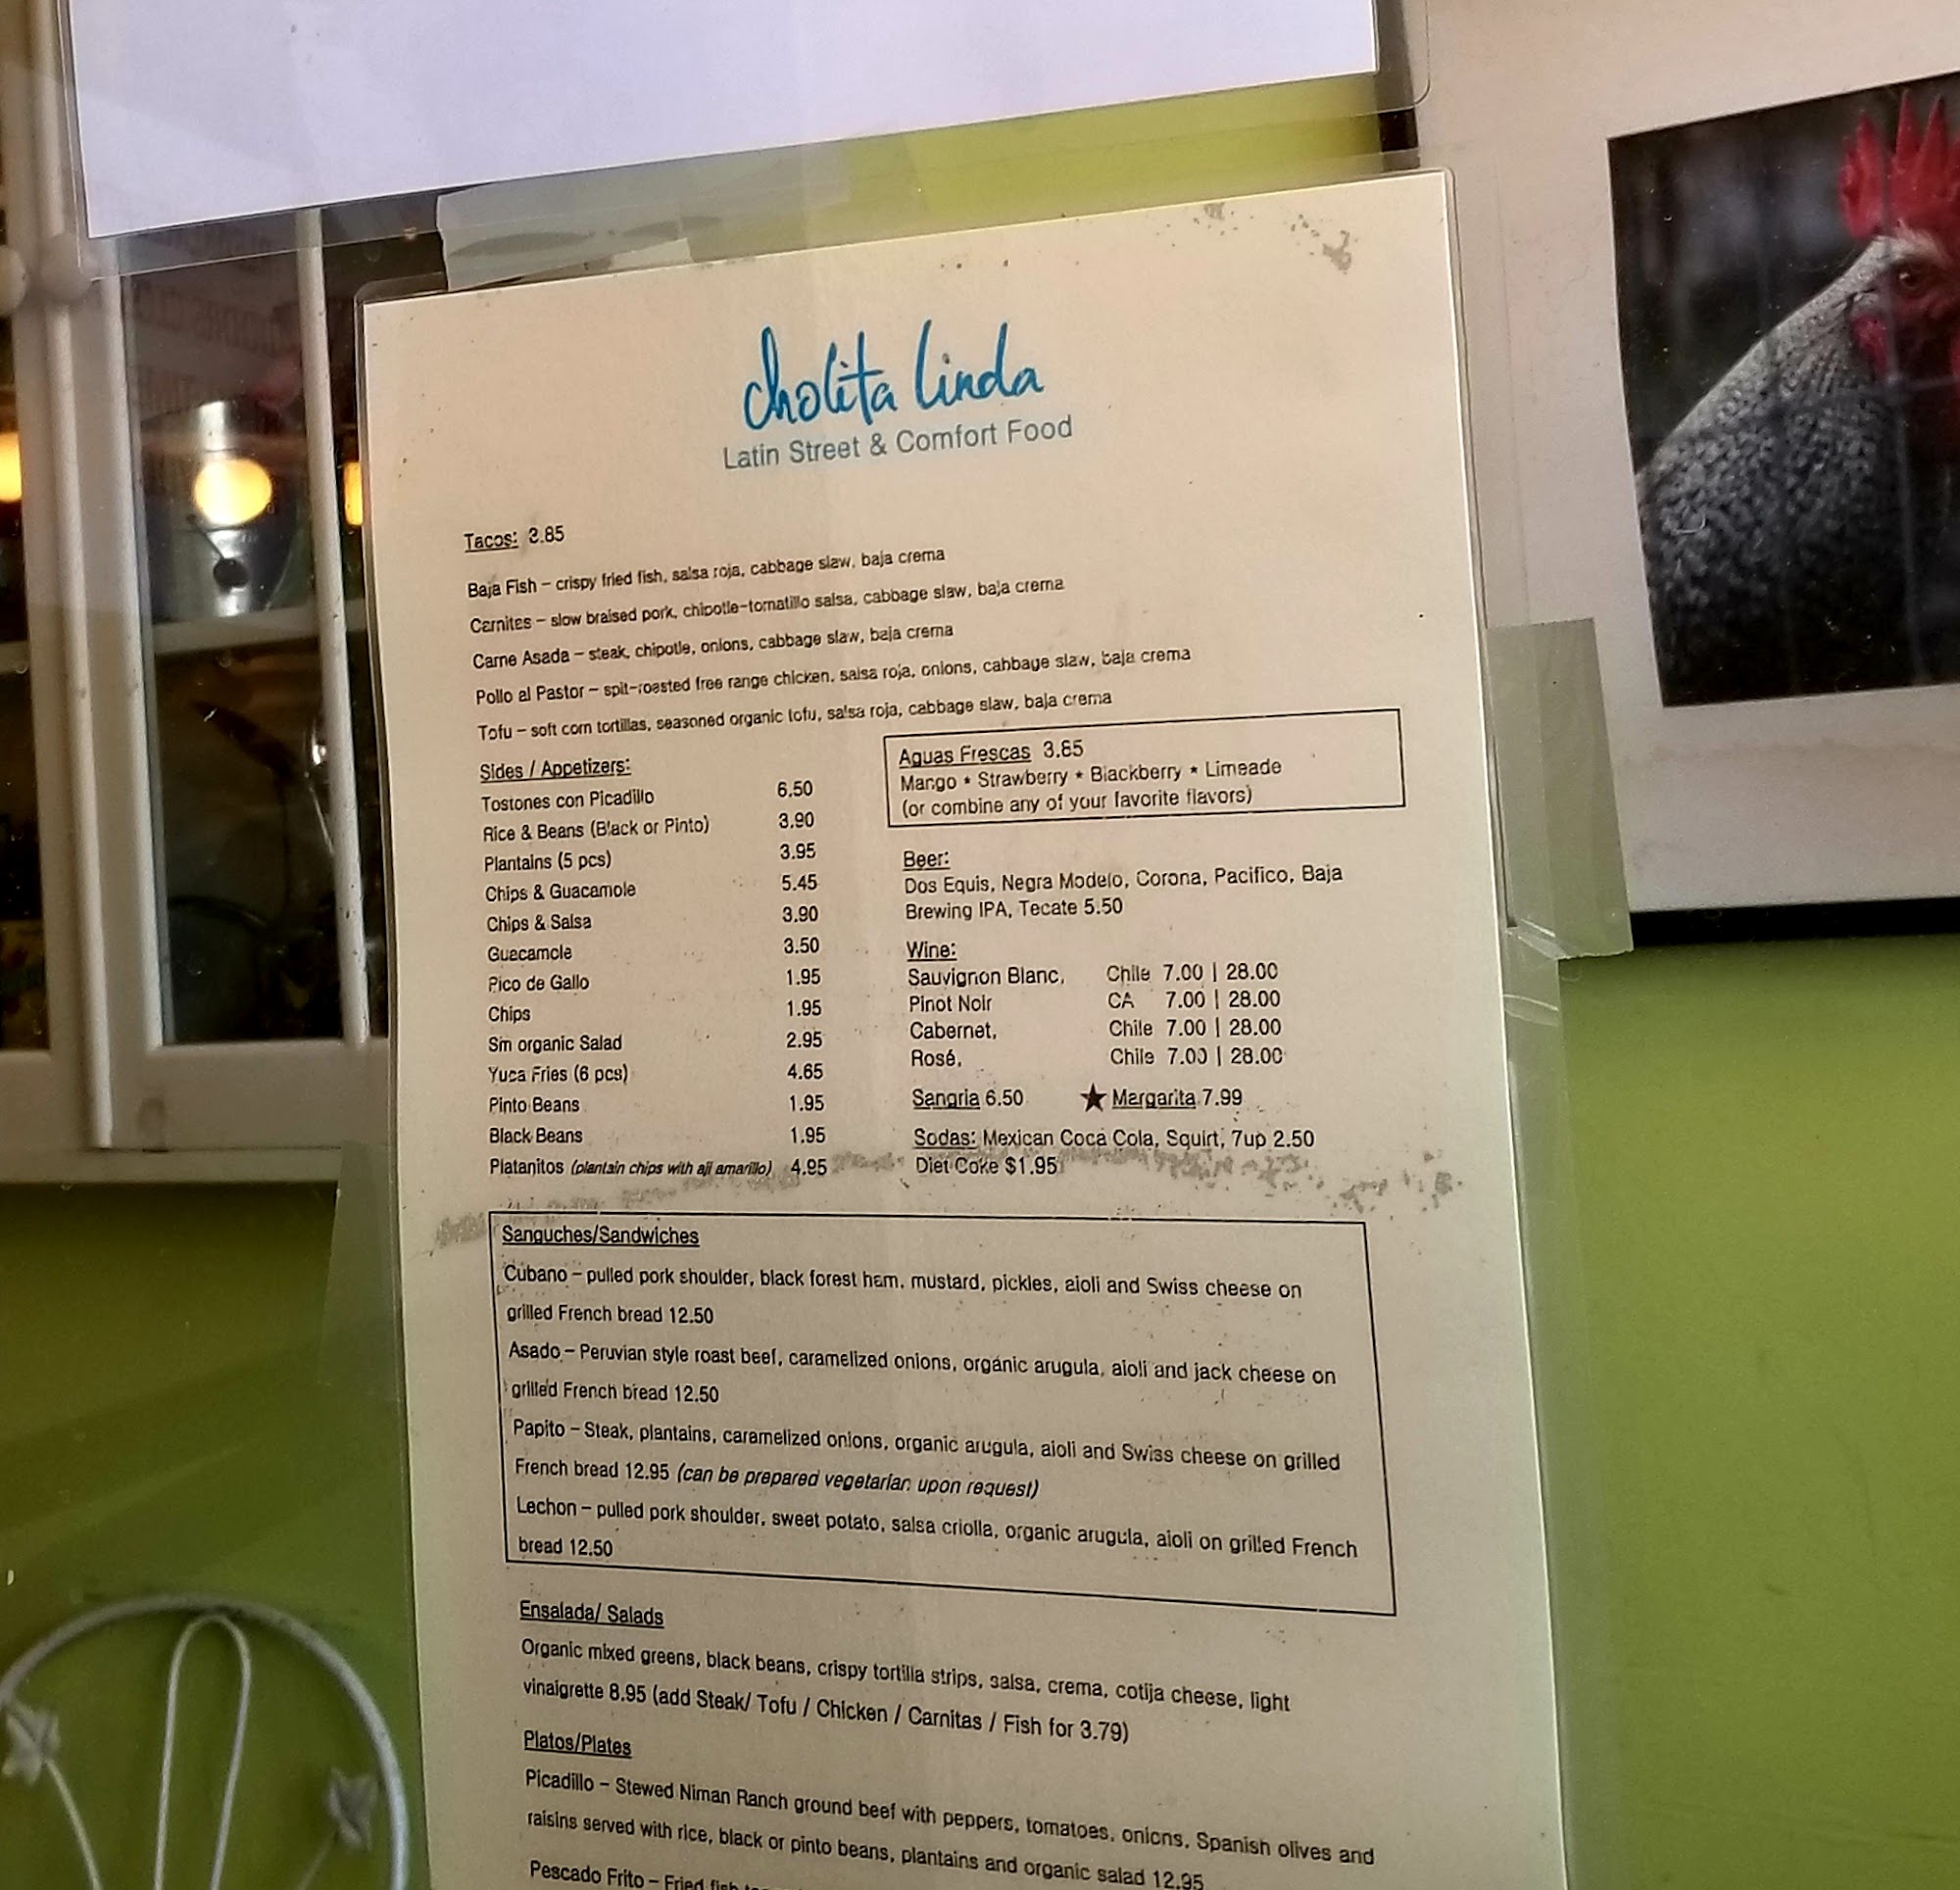 cholita linda
Latin Street & Comfort Food
Tacos: 3.85
Baja Fish – crispy fried fish, salsa roja, cabbage slaw, baja crema
Carnitas – slow braised pork, chipotle-tomatillo salsa, cabbage slaw, baja crema
Carne Asada – steak, chipotle, onions, cabbage slaw, baja crema
Pollo al Pastor – spit-roasted free range chicken, salsa roja, onions, cabbage slaw, baja crema
Tofu – soft corn tortillas, seasoned organic tofu, salsa roja, cabbage slaw, baja crema
Sides / Appetizers:
Tostones con Picadillo 6.50
Rice & Beans (Black or Pinto) 3.90
Plantains (5 pcs) 3.95
Chips & Guacamole 5.45
Chips & Salsa 3.90
Guacamole 3.50
Pico de Gallo 1.95
Chips 1.95
Sm organic Salad 2.95
Yuca Fries (6 pcs) 4.65
Pinto Beans 1.95
Black Beans 1.95
Platanitos (plantain chips with aji amarillo) 4.95
Aguas Frescas 3.85
Mango * Strawberry * Blackberry * Limeade
(or combine any of your favorite flavors)
Beer:
Dos Equis, Negra Modelo, Corona, Pacifico, Baja
Brewing IPA, Tecate 5.50
Wine:
Sauvignon Blanc, Chile 7.00 | 28.00
Pinot Noir CA 7.00 | 28.00
Cabernet, Chile 7.00 | 28.00
Rosé, Chile 7.00 | 28.00
Sangria 6.50 ★ Margarita 7.99
Sodas: Mexican Coca Cola, Squirt, 7up 2.50
Diet Coke $1.95
Sanguches/Sandwiches
Cubano – pulled pork shoulder, black forest ham, mustard, pickles, aioli and Swiss cheese on
grilled French bread 12.50
Asado – Peruvian style roast beef, caramelized onions, organic arugula, aioli and jack cheese on
grilled French bread 12.50
Papito – Steak, plantains, caramelized onions, organic arugula, aioli and Swiss cheese on grilled
French bread 12.95 (can be prepared vegetarian upon request)
Lechon – pulled pork shoulder, sweet potato, salsa criolla, organic arugula, aioli on grilled French
bread 12.50
Ensalada/ Salads
Organic mixed greens, black beans, crispy tortilla strips, salsa, crema, cotija cheese, light
vinaigrette 8.95 (add Steak/ Tofu / Chicken / Carnitas / Fish for 3.79)
Platos/Plates
Picadillo – Stewed Niman Ranch ground beef with peppers, tomatoes, onions, Spanish olives and
raisins served with rice, black or pinto beans, plantains and organic salad 12.95
Pescado Frito – Fried fish